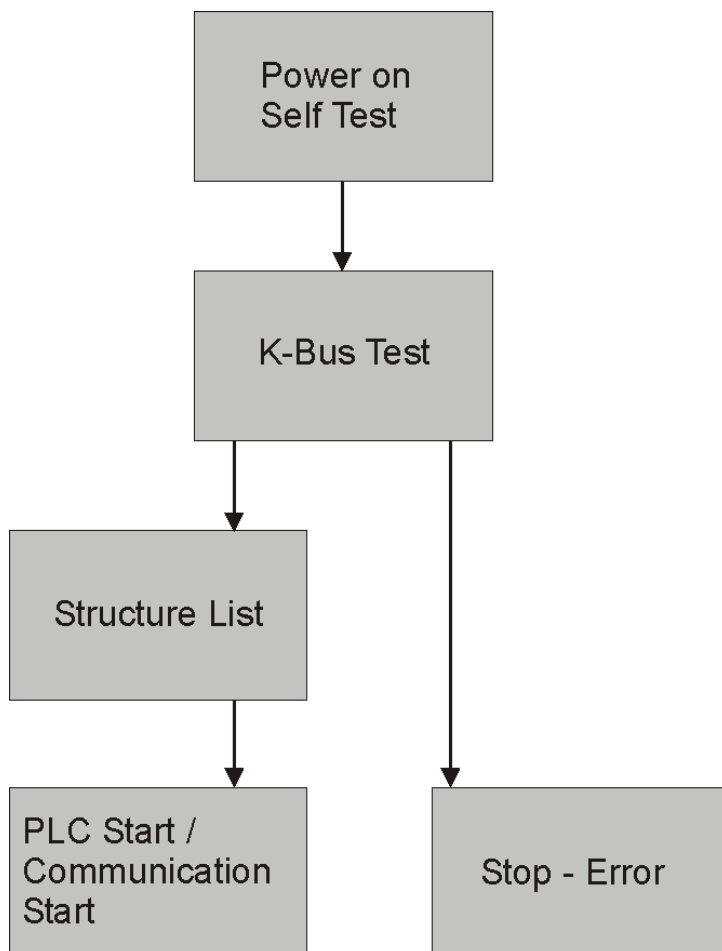 Power on
Self Test
K-Bus Test
Structure List
PLC Start /
Communication
Start
Stop - Error